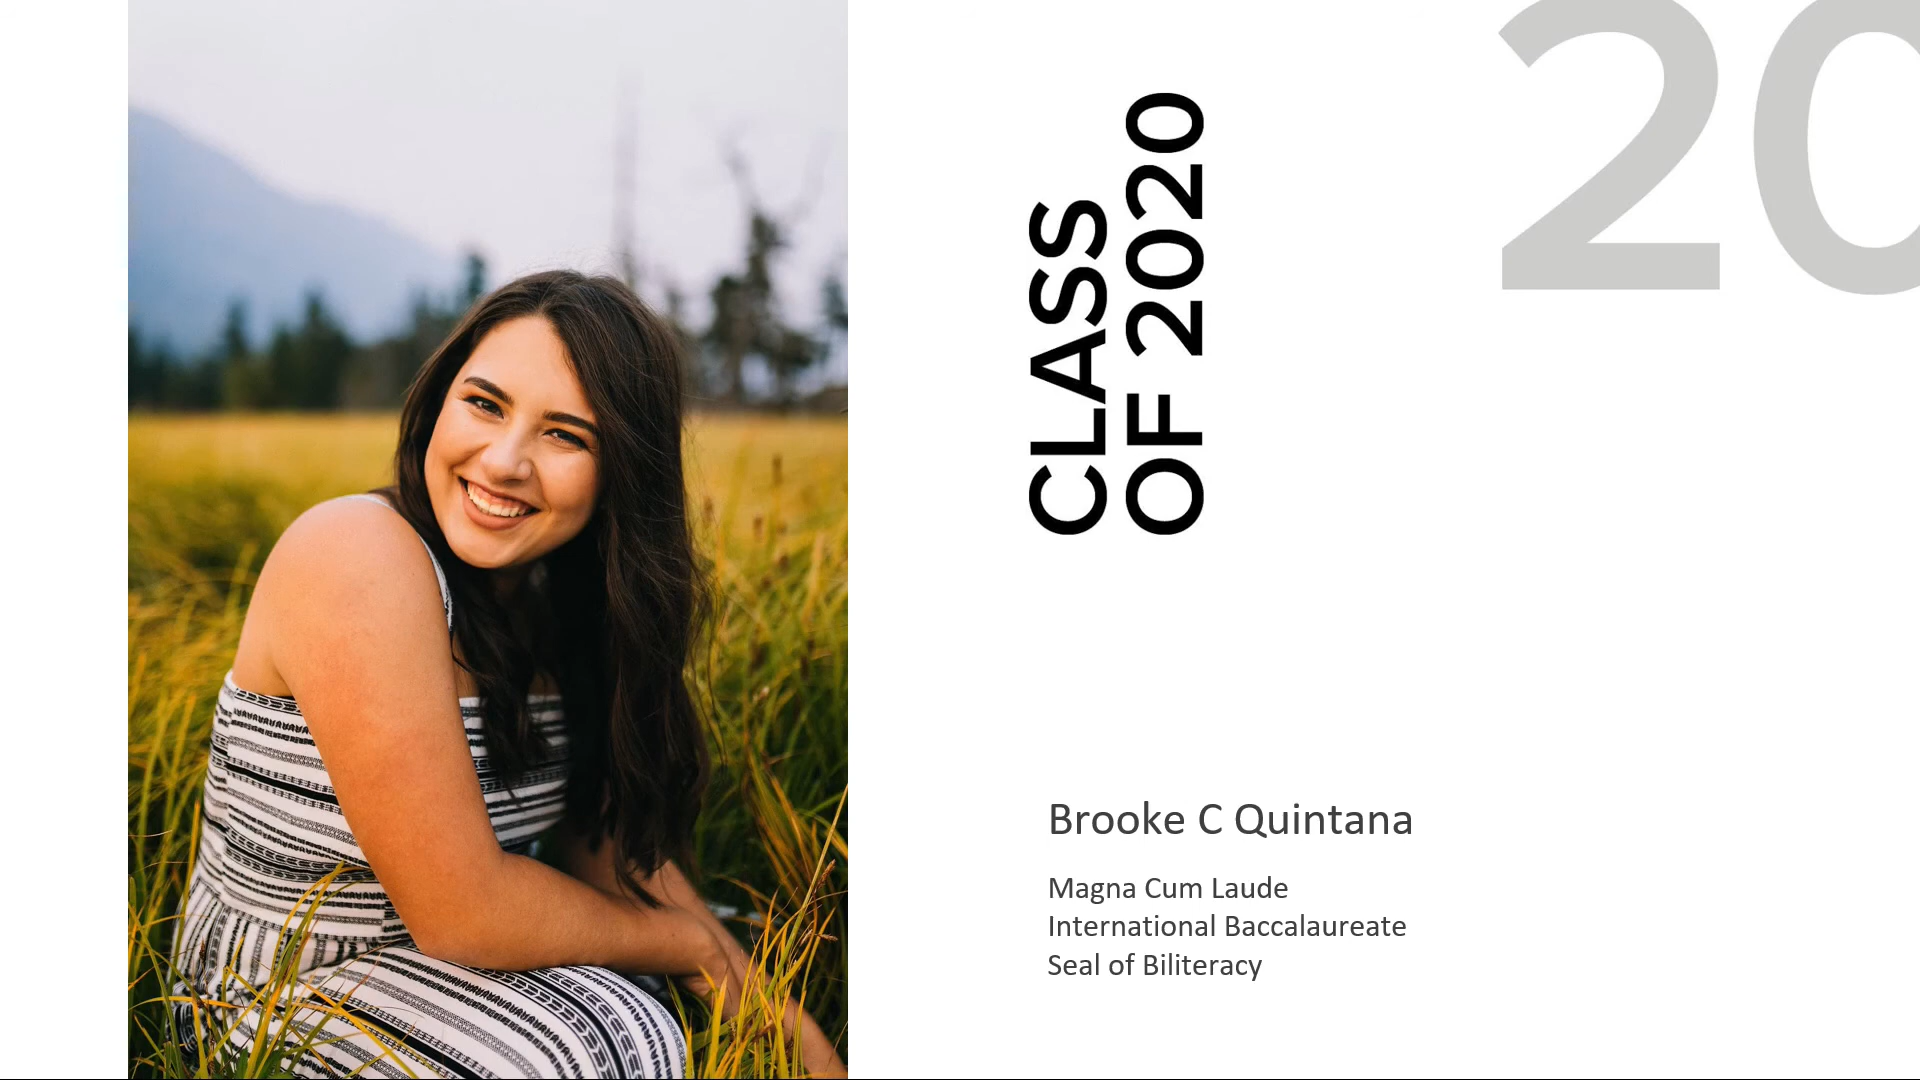 20
CLASS
OF 2020
Brooke C Quintana
Magna Cum Laude
International Baccalaureate
Seal of Biliteracy